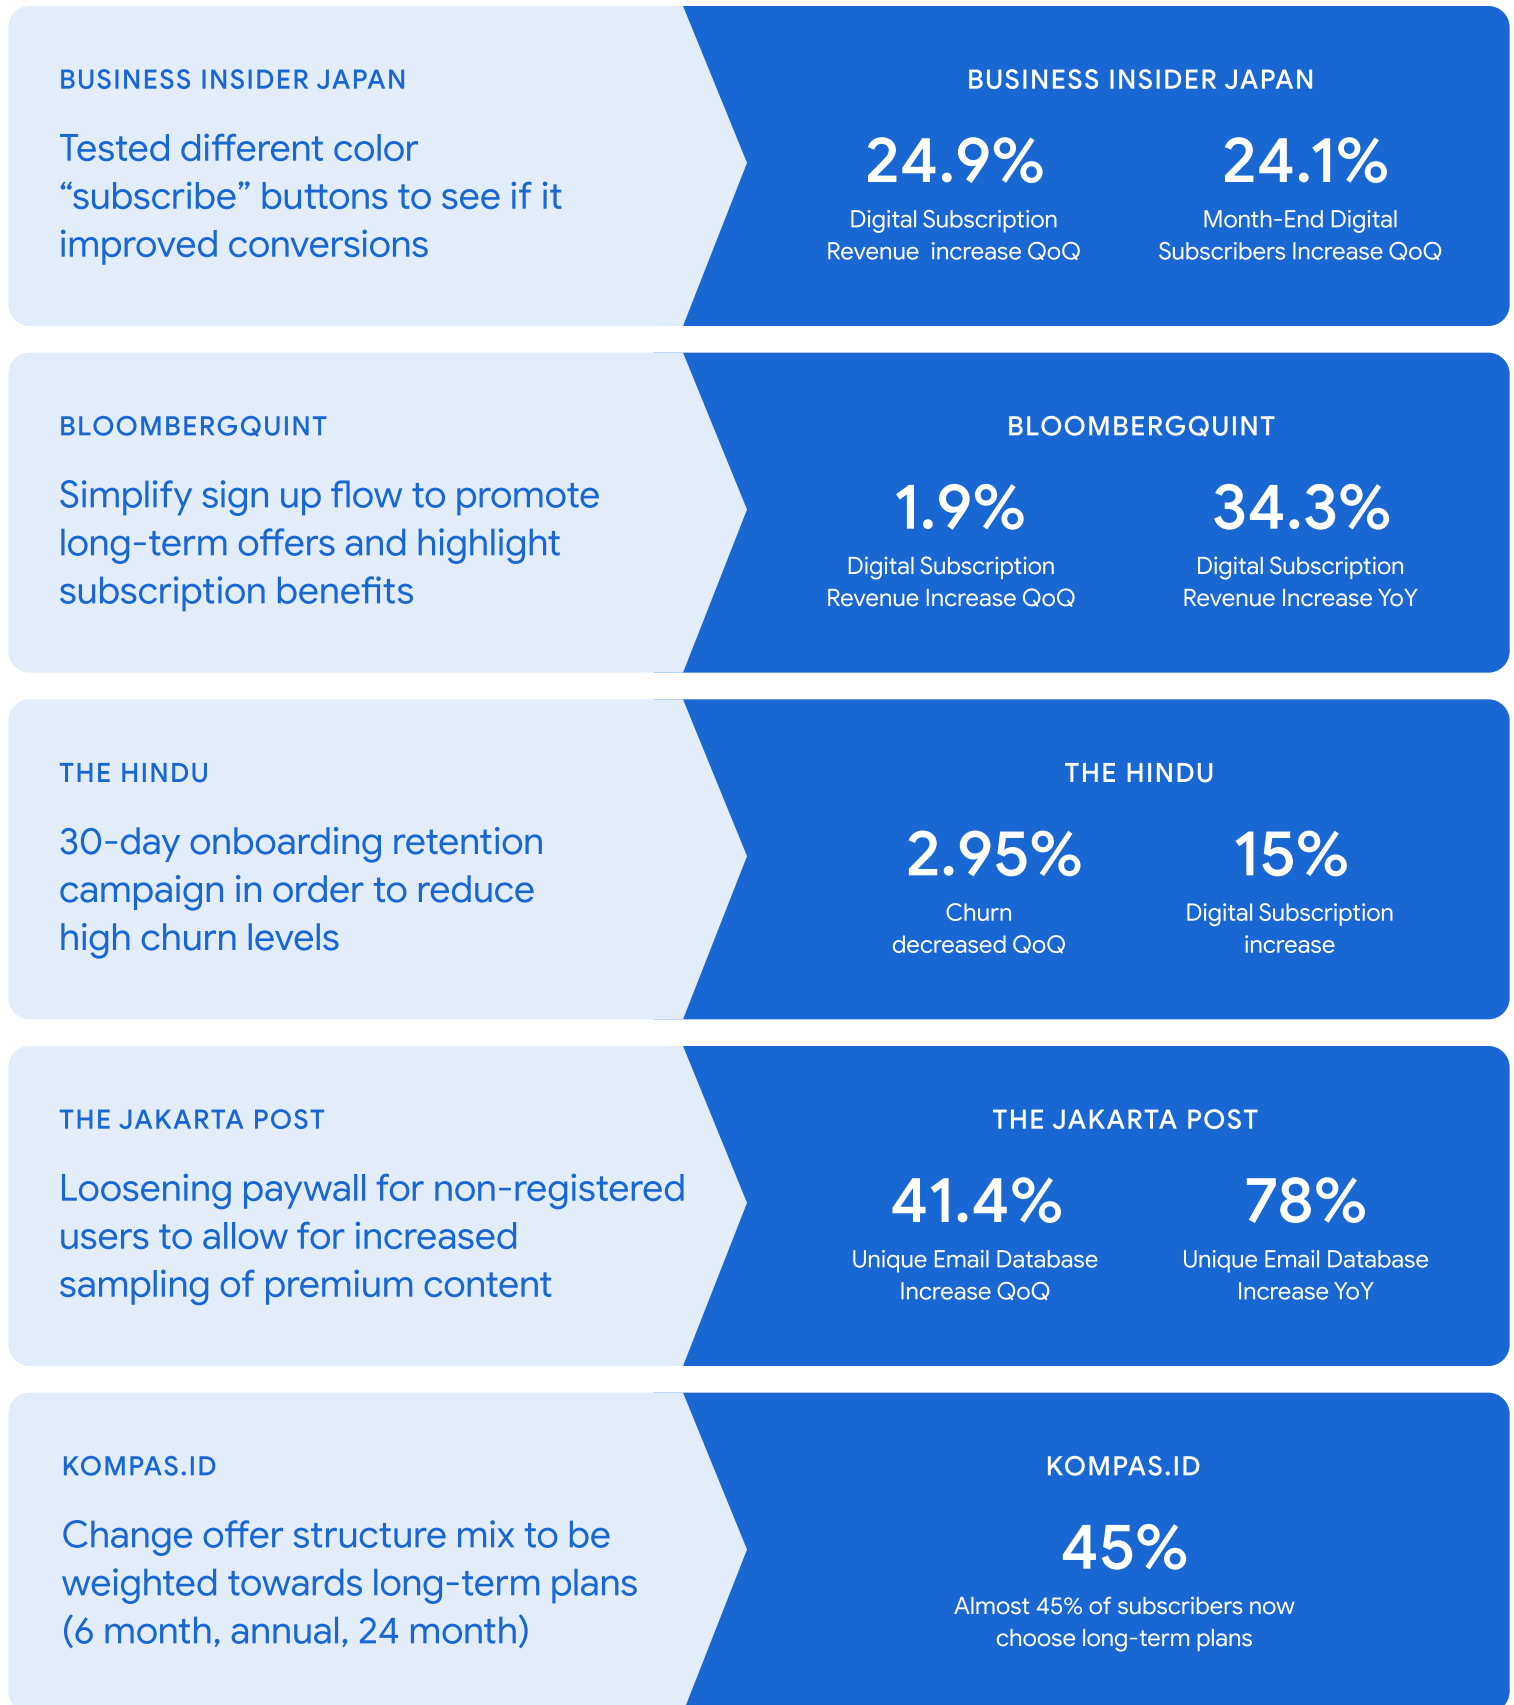 BUSINESS INSIDER JAPAN
Tested different color
“subscribe” buttons to see if it
improved conversions
BUSINESS INSIDER JAPAN
24.9%
Digital Subscription
Revenue  increase QoQ
24.1%
Month-End Digital
Subscribers Increase QoQ
BLOOMBERGQUINT
Simplify sign up flow to promote
long-term offers and highlight
subscription benefits
BLOOMBERGQUINT
1.9%
Digital Subscription
Revenue Increase QoQ
34.3%
Digital Subscription
Revenue Increase YoY
THE HINDU
30-day onboarding retention
campaign in order to reduce
high churn levels
THE HINDU
2.95%
Churn
decreased QoQ
15%
Digital Subscription
increase
THE JAKARTA POST
Loosening paywall for non-registered
users to allow for increased
sampling of premium content
THE JAKARTA POST
41.4%
Unique Email Database
Increase QoQ
78%
Unique Email Database
Increase YoY
KOMPAS.ID
Change offer structure mix to be
weighted towards long-term plans
(6 month, annual, 24 month)
KOMPAS.ID
45%
Almost 45% of subscribers now
choose long-term plans